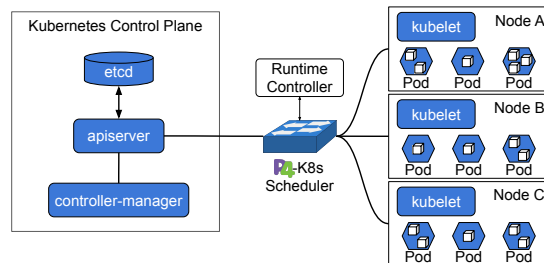 Kubernetes Control Plane
etcd
apiserver
controller-manager
Runtime
Controller
P4-K8s
Scheduler
Node A
kubelet
Pod Pod Pod
Node B
kubelet
Pod Pod Pod
Node C
kubelet
Pod Pod Pod